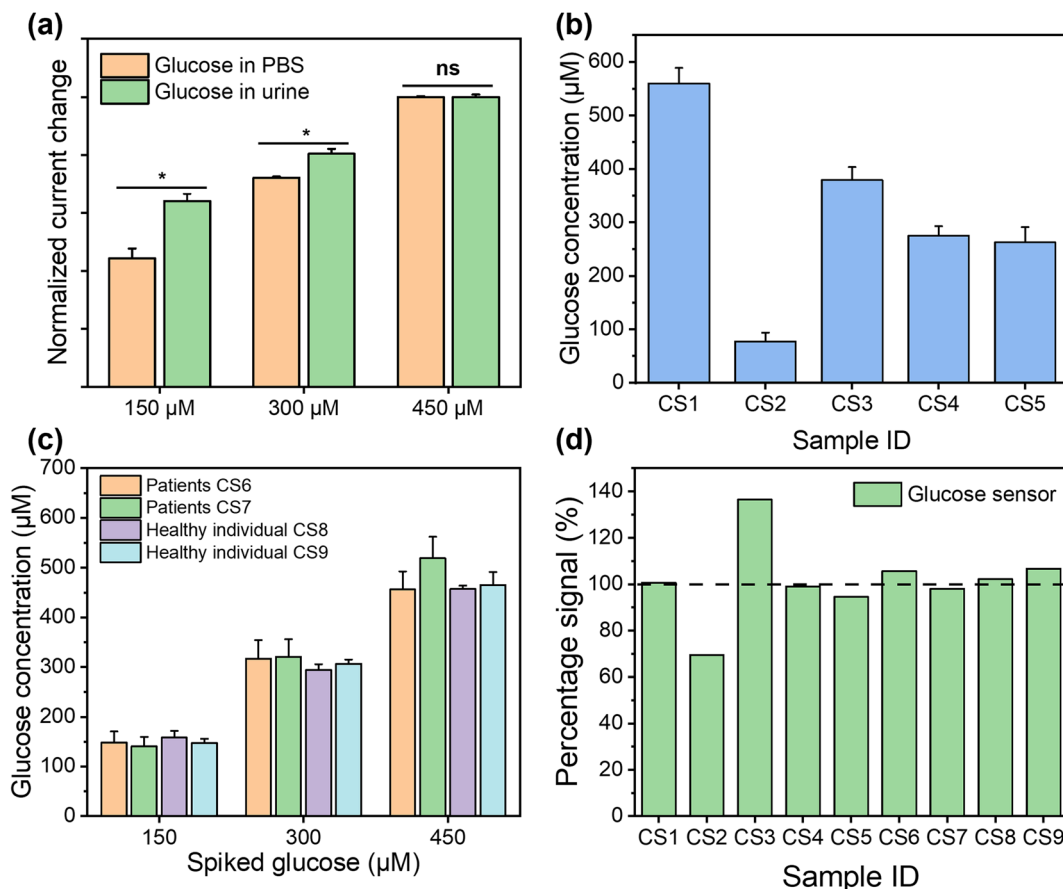 (a)
Normalized current change
Glucose in PBS
Glucose in urine
*
*
ns
150 µM
300 µM
450 µM
(b)
Glucose concentration (µM)
600
500
400
300
200
100
0
CS1
CS2
CS3
CS4
CS5
Sample ID
(c)
Glucose concentration (µM)
700
600
500
400
300
200
100
0
Patients CS6
Patients CS7
Healthy individual CS8
Healthy individual CS9
150
300
450
Spiked glucose (µM)
(d)
Percentage signal (%)
140
120
100
80
60
40
20
0
Glucose sensor
CS1
CS2
CS3
CS4
CS5
CS6
CS7
CS8
CS9
Sample ID